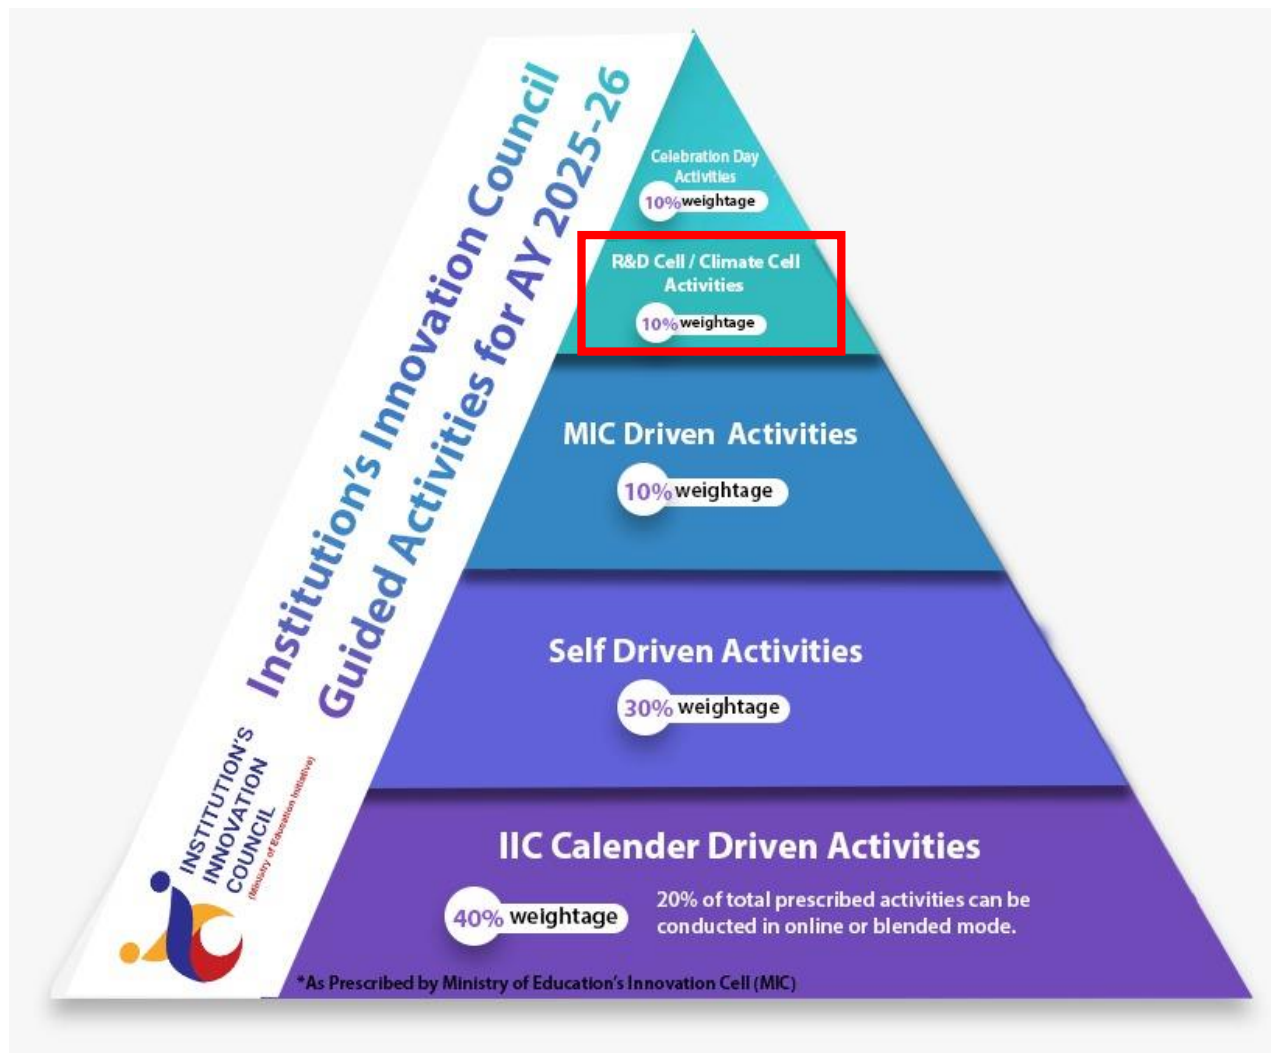 Institution's Innovation Council
Guided Activities for AY 2025-26
Celebration Day
Activities
10% weightage
R&D Cell / Climate Cell
Activities
10% weightage
MIC Driven Activities
10% weightage
Self Driven Activities
30% weightage
IIC Calender Driven Activities
40% weightage
20% of total prescribed activities can be
conducted in online or blended mode.
INSTITUTION'S
INNOVATION
COUNCIL
(Ministry of Education Initiative)
*As Prescribed by Ministry of Education's Innovation Cell (MIC)